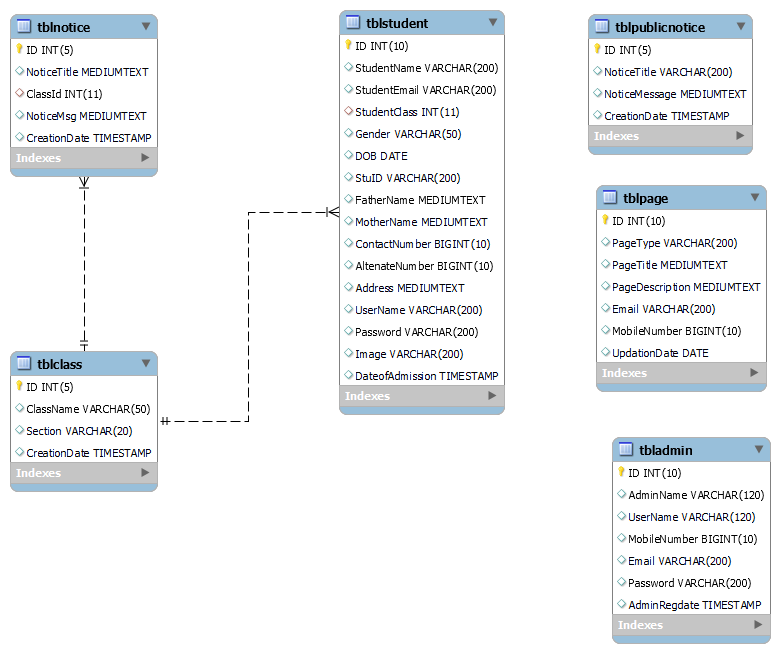 tblnotice
ID INT(5)
NoticeTitle MEDIUMTEXT
ClassId INT(11)
NoticeMsg MEDIUMTEXT
CreationDate TIMESTAMP
Indexes
tblclass
ID INT(5)
ClassName VARCHAR(50)
Section VARCHAR(20)
CreationDate TIMESTAMP
Indexes
tblstudent
ID INT(10)
StudentName VARCHAR(200)
StudentEmail VARCHAR(200)
StudentClass INT(11)
Gender VARCHAR(50)
DOB DATE
StuID VARCHAR(200)
FatherName MEDIUMTEXT
MotherName MEDIUMTEXT
ContactNumber BIGINT(10)
AltenateNumber BIGINT(10)
Address MEDIUMTEXT
UserName VARCHAR(200)
Password VARCHAR(200)
Image VARCHAR(200)
DateofAdmission TIMESTAMP
Indexes
tblpublicnotice
ID INT(5)
NoticeTitle VARCHAR(200)
NoticeMessage MEDIUMTEXT
CreationDate TIMESTAMP
Indexes
tblpage
ID INT(10)
PageType VARCHAR(200)
PageTitle MEDIUMTEXT
PageDescription MEDIUMTEXT
Email VARCHAR(200)
MobileNumber BIGINT(10)
UpdationDate DATE
Indexes
tbladmin
ID INT(10)
AdminName VARCHAR(120)
UserName VARCHAR(120)
MobileNumber BIGINT(10)
Email VARCHAR(200)
Password VARCHAR(200)
AdminRegdate TIMESTAMP
Indexes